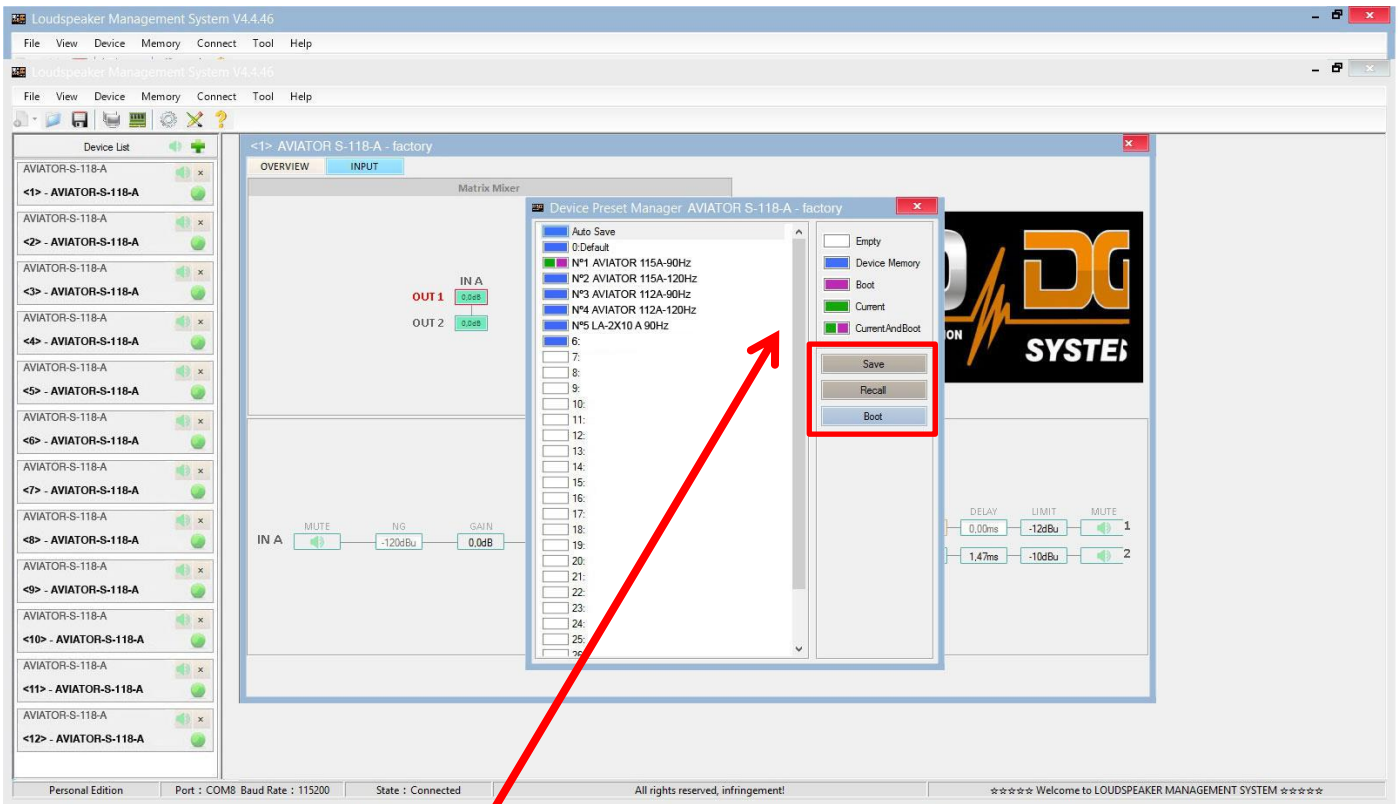 Loudspeaker Management System V4.4.46
File View Device Memory Connect Tool Help
Loudspeaker Management System V4.4.46
File View Device Memory Connect Tool Help
Device List
AVIATOR-S-118-A
<1> - AVIATOR-S-118-A
AVIATOR-S-118-A
<2> - AVIATOR-S-118-A
AVIATOR-S-118-A
<3> - AVIATOR-S-118-A
AVIATOR-S-118-A
<4> - AVIATOR-S-118-A
AVIATOR-S-118-A
<5> - AVIATOR-S-118-A
AVIATOR-S-118-A
<6> - AVIATOR-S-118-A
AVIATOR-S-118-A
<7> - AVIATOR-S-118-A
AVIATOR-S-118-A
<8> - AVIATOR-S-118-A
AVIATOR-S-118-A
<9> - AVIATOR-S-118-A
AVIATOR-S-118-A
<10> - AVIATOR-S-118-A
AVIATOR-S-118-A
<11> - AVIATOR-S-118-A
AVIATOR-S-118-A
<12> - AVIATOR-S-118-A
<1> AVIATOR S-118-A - factory
OVERVIEW INPUT
Matrix Mixer
IN A
OUT 1 0,0dB
OUT 2 0,0dB
MUTE NG GAIN
IN A -120dBu 0,0dB
Device Preset Manager AVIATOR S-118-A - factory
Auto Save
0:Default
Nº1 AVIATOR 115A-90Hz
Nº2 AVIATOR 115A-120Hz
Nº3 AVIATOR 112A-90Hz
Nº4 AVIATOR 112A-120Hz
Nº5 LA-2X10 A 90Hz
6:
7:
8:
9:
10:
11:
12:
13:
14:
15:
16:
17:
18:
19:
20:
21:
22:
23:
24:
25:
26:
Empty
Device Memory
Boot
Current
CurrentAndBoot
Save
Recall
Boot
DG
ION
SYSTE
DELAY LIMIT MUTE
0,00ms -12dBu 1
1,47ms -10dBu 2
Personal Edition Port : COM8 Baud Rate : 115200 State : Connected All rights reserved, infringement! ☆☆☆☆☆ Welcome to LOUDSPEAKER MANAGEMENT SYSTEM ☆☆☆☆☆